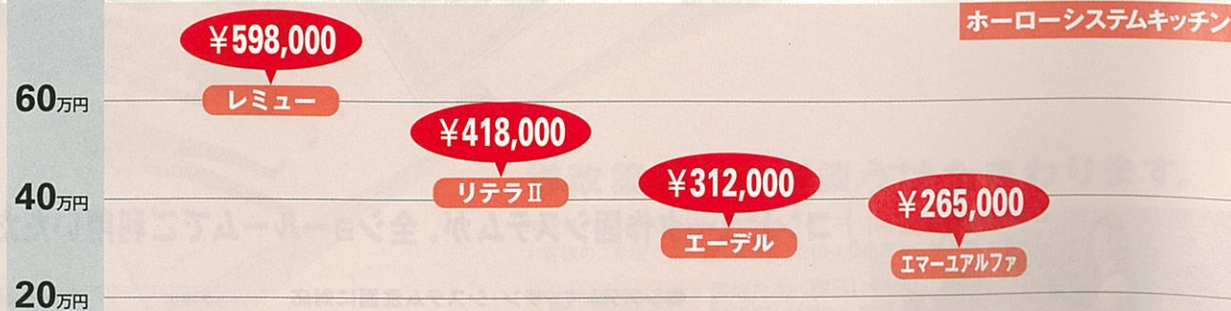 ホーローシステムキッチン
¥598,000
レミュー
60万円
¥418,000
リテラⅡ
40万円
¥312,000
エーデル
¥265,000
エマーユアルファ
20万円